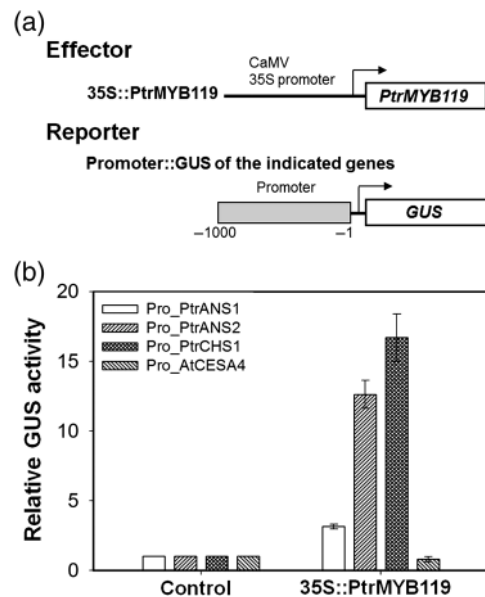 (a)
Effector
CaMV
35S promoter
35S::PtrMYB119
PtrMYB119
Reporter
Promoter::GUS of the indicated genes
Promoter
GUS
–1000
–1
(b)
20
15
10
5
0
Relative GUS activity
Pro_PtrANS1
Pro_PtrANS2
Pro_PtrCHS1
Pro_AtCESA4
Control
35S::PtrMYB119